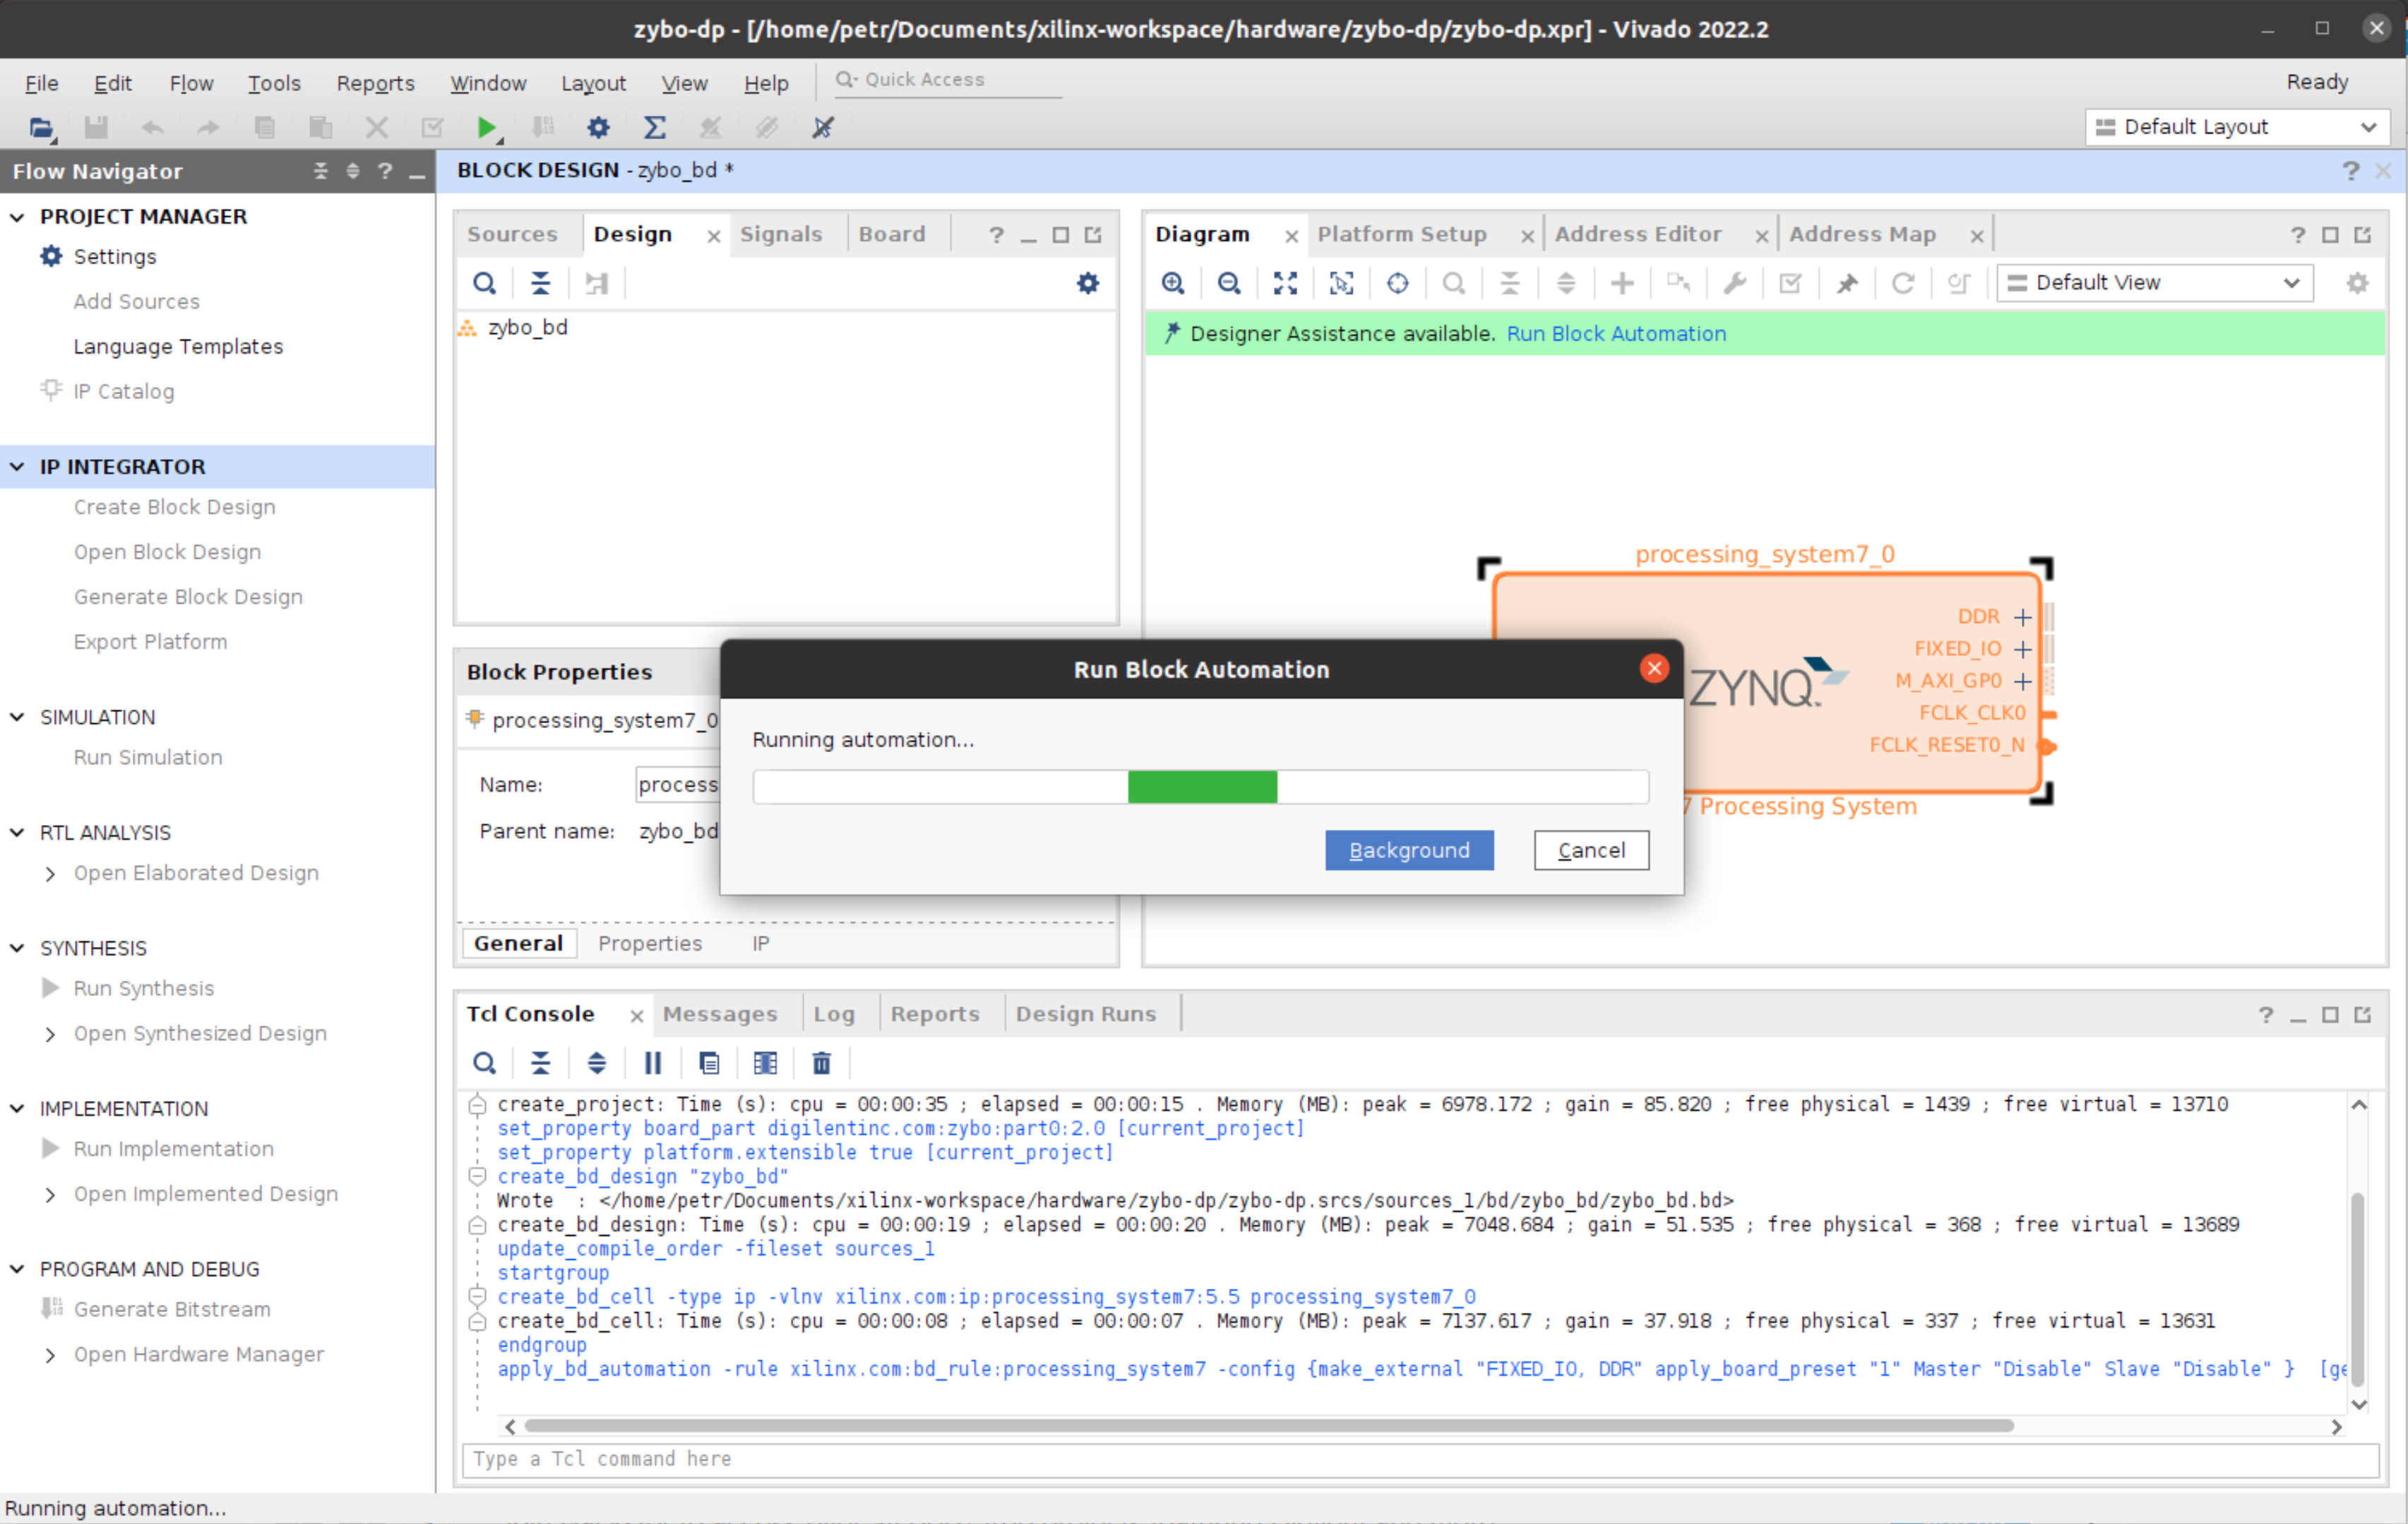 zybo-dp - [/home/petr/Documents/xilinx-workspace/hardware/zybo-dp/zybo-dp.xpr] - Vivado 2022.2
File Edit Flow Tools Reports Window Layout View Help Quick Access Ready
Default Layout
Flow Navigator
PROJECT MANAGER
Settings
Add Sources
Language Templates
IP Catalog
IP INTEGRATOR
Create Block Design
Open Block Design
Generate Block Design
Export Platform
SIMULATION
Run Simulation
RTL ANALYSIS
Open Elaborated Design
SYNTHESIS
Run Synthesis
Open Synthesized Design
IMPLEMENTATION
Run Implementation
Open Implemented Design
PROGRAM AND DEBUG
Generate Bitstream
Open Hardware Manager
BLOCK DESIGN - zybo_bd *
Sources Design Signals Board
zybo_bd
Block Properties
processing_system7_0
Name: process
Parent name: zybo_bd
General Properties IP
Diagram Platform Setup Address Editor Address Map
Default View
Designer Assistance available. Run Block Automation
processing_system7_0
DDR
FIXED_IO
ZYNQ
M_AXI_GP0
FCLK_CLK0
FCLK_RESET0_N
7 Processing System
Run Block Automation
Running automation...
Background Cancel
Tcl Console Messages Log Reports Design Runs
create_project: Time (s): cpu = 00:00:35 ; elapsed = 00:00:15 . Memory (MB): peak = 6978.172 ; gain = 85.820 ; free physical = 1439 ; free virtual = 13710
set_property board_part digilentinc.com:zybo:part0:2.0 [current_project]
set_property platform.extensible true [current_project]
create_bd_design "zybo_bd"
Wrote  : </home/petr/Documents/xilinx-workspace/hardware/zybo-dp/zybo-dp.srcs/sources_1/bd/zybo_bd/zybo_bd.bd>
create_bd_design: Time (s): cpu = 00:00:19 ; elapsed = 00:00:20 . Memory (MB): peak = 7048.684 ; gain = 51.535 ; free physical = 368 ; free virtual = 13689
update_compile_order -fileset sources_1
startgroup
create_bd_cell -type ip -vlnv xilinx.com:ip:processing_system7:5.5 processing_system7_0
create_bd_cell: Time (s): cpu = 00:00:08 ; elapsed = 00:00:07 . Memory (MB): peak = 7137.617 ; gain = 37.918 ; free physical = 337 ; free virtual = 13631
endgroup
apply_bd_automation -rule xilinx.com:bd_rule:processing_system7 -config {make_external "FIXED_IO, DDR" apply_board_preset "1" Master "Disable" Slave "Disable" }  [ge
Type a Tcl command here
Running automation...